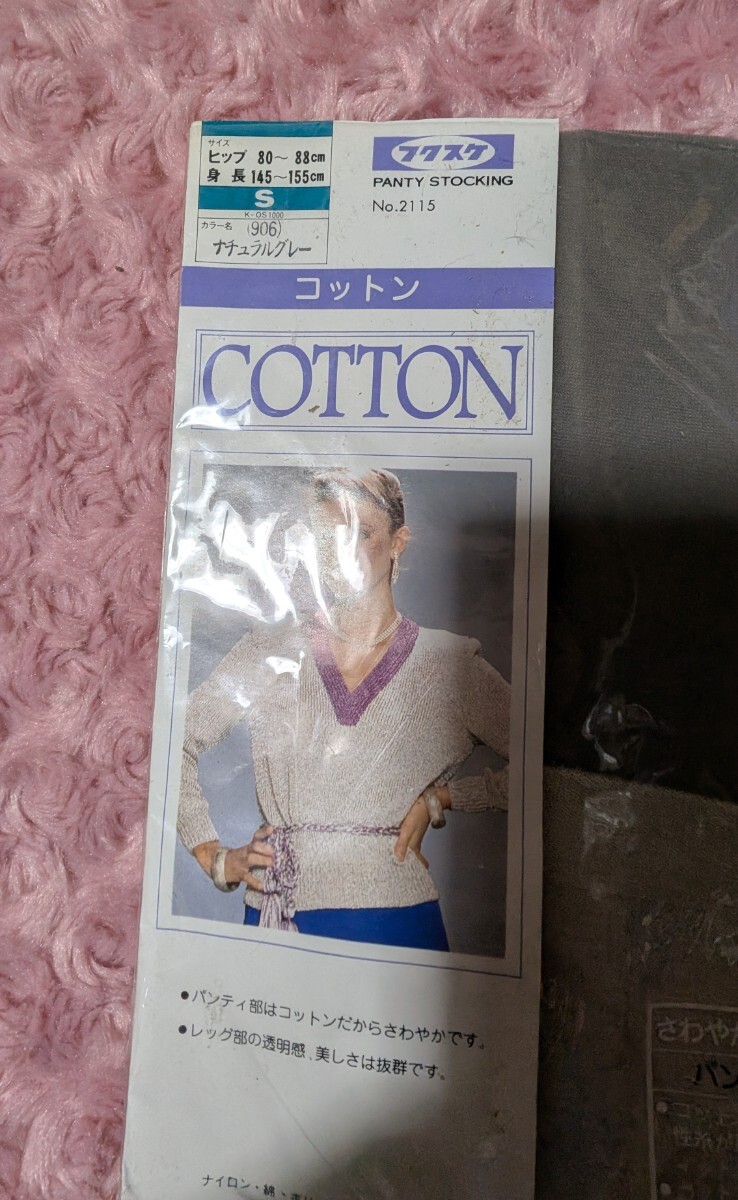 サイズ
ヒップ 80～88cm
身長 145～155cm
S
K-OS1000
カラー名 (906)
ナチュラルグレー
フクスケ
PANTY STOCKING
No.2115
コットン
COTTON
●パンティ部はコットンだからさわやかです。
●レッグ部の透明感、美しさは抜群です。
ナイロン・綿・
さわやか
パン